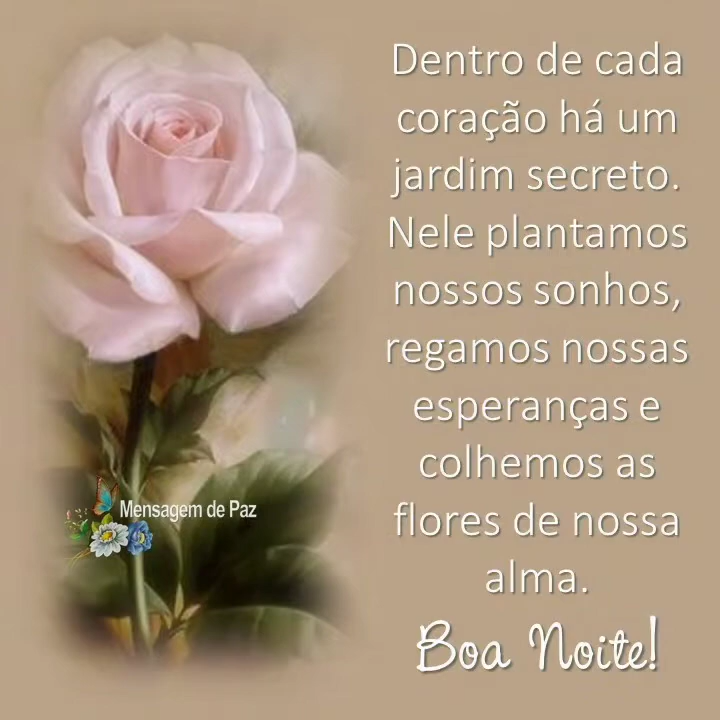 Dentro de cada
coração há um
jardim secreto.
Nele plantamos
nossos sonhos,
regamos nossas
esperanças e
colhemos as
flores de nossa
alma.
Boa Noite!
Mensagem de Paz